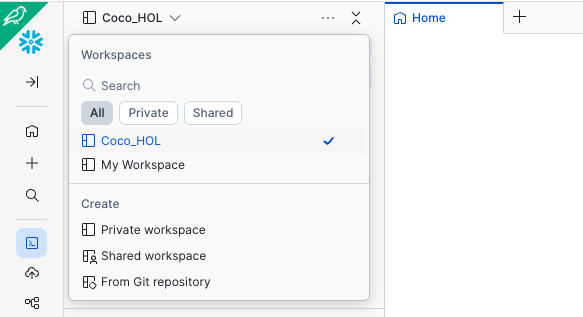 Coco_HOL
Home
Workspaces
Search
All
Private
Shared
Coco_HOL
My Workspace
Create
Private workspace
Shared workspace
From Git repository